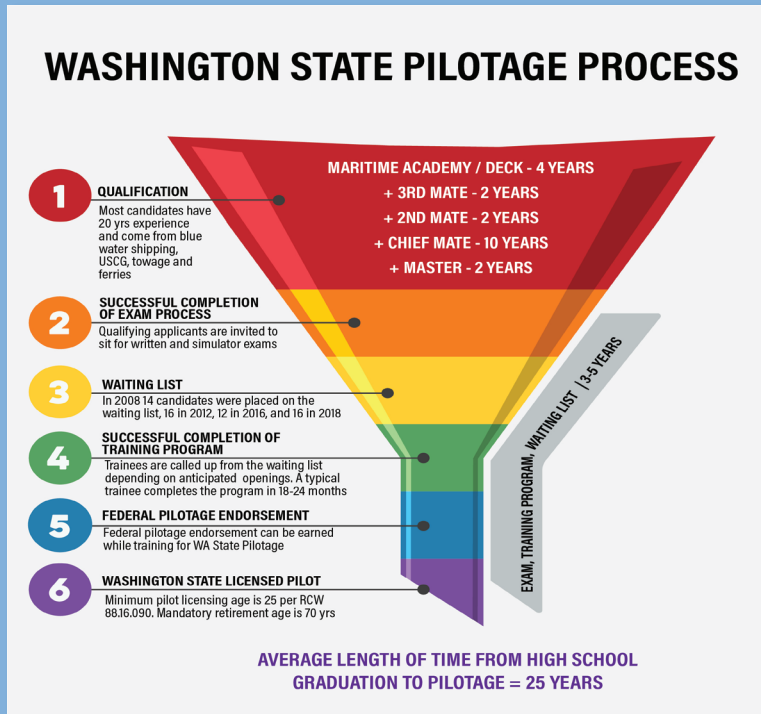 WASHINGTON STATE PILOTAGE PROCESS
MARITIME ACADEMY / DECK - 4 YEARS
+ 3RD MATE - 2 YEARS
+ 2ND MATE - 2 YEARS
+ CHIEF MATE - 10 YEARS
+ MASTER - 2 YEARS
1
QUALIFICATION
Most candidates have
20 yrs experience
and come from blue
water shipping,
USCG, towage and
ferries
2
SUCCESSFUL COMPLETION
OF EXAM PROCESS
Qualifying applicants are invited to
sit for written and simulator exams
3
WAITING LIST
In 2008 14 candidates were placed on the
waiting list, 16 in 2012, 12 in 2016, and 16 in 2018
4
SUCCESSFUL COMPLETION OF
TRAINING PROGRAM
Trainees are called up from the waiting list
depending on anticipated openings. A typical
trainee completes the program in 18-24 months
5
FEDERAL PILOTAGE ENDORSEMENT
Federal pilotage endorsement can be earned
while training for WA State Pilotage
6
WASHINGTON STATE LICENSED PILOT
Minimum pilot licensing age is 25 per RCW
88.16.090. Mandatory retirement age is 70 yrs
EXAM, TRAINING PROGRAM, WAITING LIST | 3-5 YEARS
AVERAGE LENGTH OF TIME FROM HIGH SCHOOL
GRADUATION TO PILOTAGE = 25 YEARS